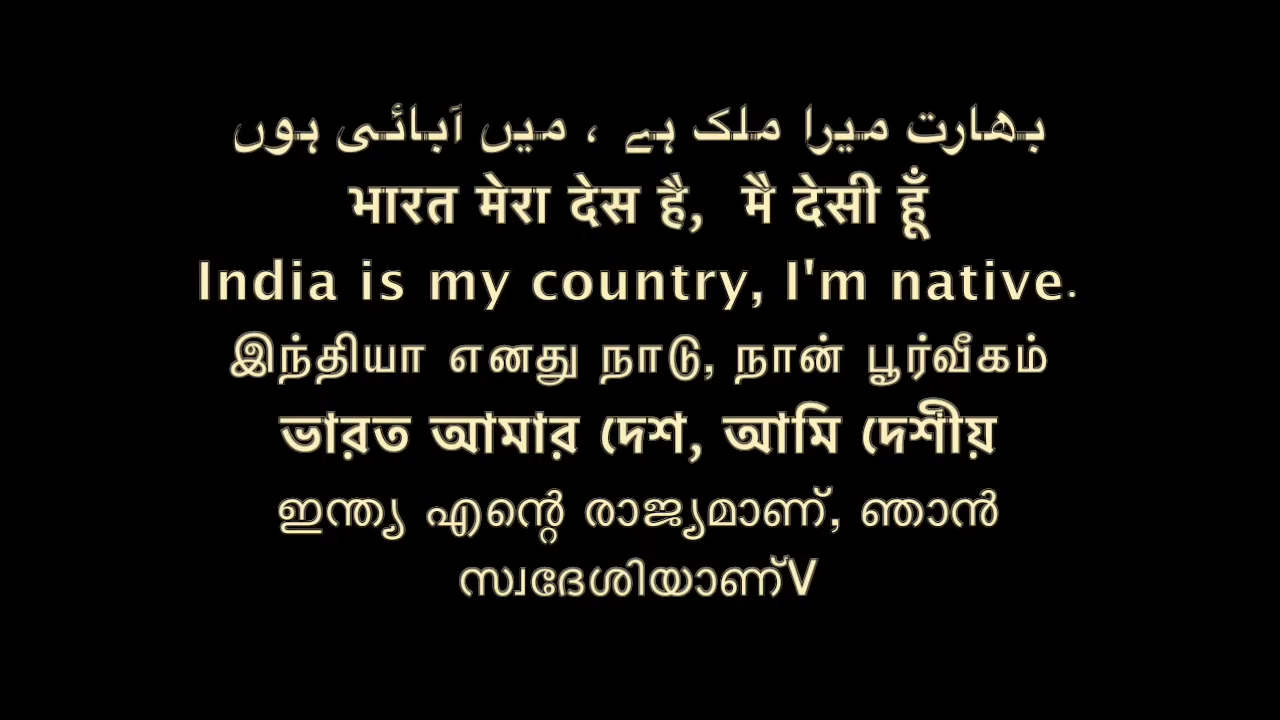 بھارت میرا ملک ہے ، میں آبائی ہوں
भारत मेरा देस है, मै देसी हूँ
India is my country, I'm native.
இந்தியா எனது நாடு, நான் பூர்வீகம்
ভারত আমার দেশ, আমি দেশীয়
ഇന്ത്യ എന്റെ രാജ്യമാണ്, ഞാൻ
സ്വദേശിയാണ്V